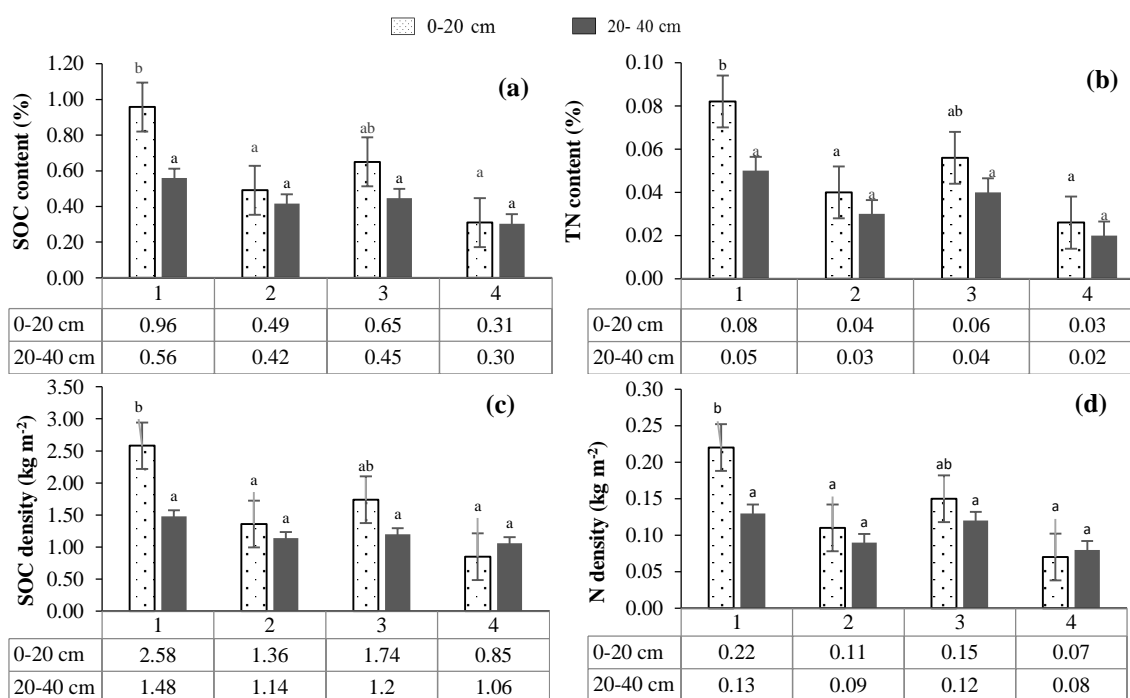 0-20 cm
20- 40 cm
(a)
SOC content (%)
1.20
1.00
0.80
0.60
0.40
0.20
0.00
b
a
a
a
ab
a
a
a
1 2 3 4
0-20 cm 0.96 0.49 0.65 0.31
20-40 cm 0.56 0.42 0.45 0.30
(b)
TN content (%)
0.10
0.08
0.06
0.04
0.02
0.00
b
a
a
a
ab
a
a
a
1 2 3 4
0-20 cm 0.08 0.04 0.06 0.03
20-40 cm 0.05 0.03 0.04 0.02
(c)
SOC density (kg m-2)
3.50
3.00
2.50
2.00
1.50
1.00
0.50
0.00
b
a
a
a
ab
a
a
a
1 2 3 4
0-20 cm 2.58 1.36 1.74 0.85
20-40 cm 1.48 1.14 1.2 1.06
(d)
N density (kg m-2)
0.30
0.25
0.20
0.15
0.10
0.05
0.00
b
a
a
a
ab
a
a
a
1 2 3 4
0-20 cm 0.22 0.11 0.15 0.07
20-40 cm 0.13 0.09 0.12 0.08